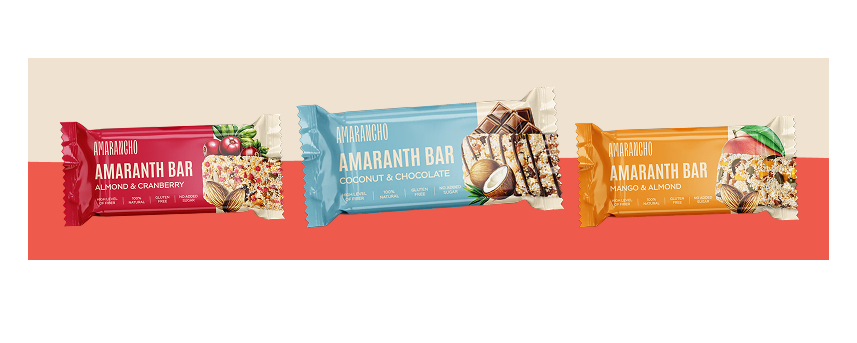 AMARANCHO
AMARANTH BAR
ALMOND & CRANBERRY
HIGH LEVEL OF FIBER
100% NATURAL
GLUTEN FREE
NO ADDED SUGAR
AMARANCHO
AMARANTH BAR
COCONUT & CHOCOLATE
HIGH LEVEL OF FIBER
100% NATURAL
GLUTEN FREE
NO ADDED SUGAR
AMARANCHO
AMARANTH BAR
MANGO & ALMOND
HIGH LEVEL OF FIBER
100% NATURAL
GLUTEN FREE
NO ADDED SUGAR